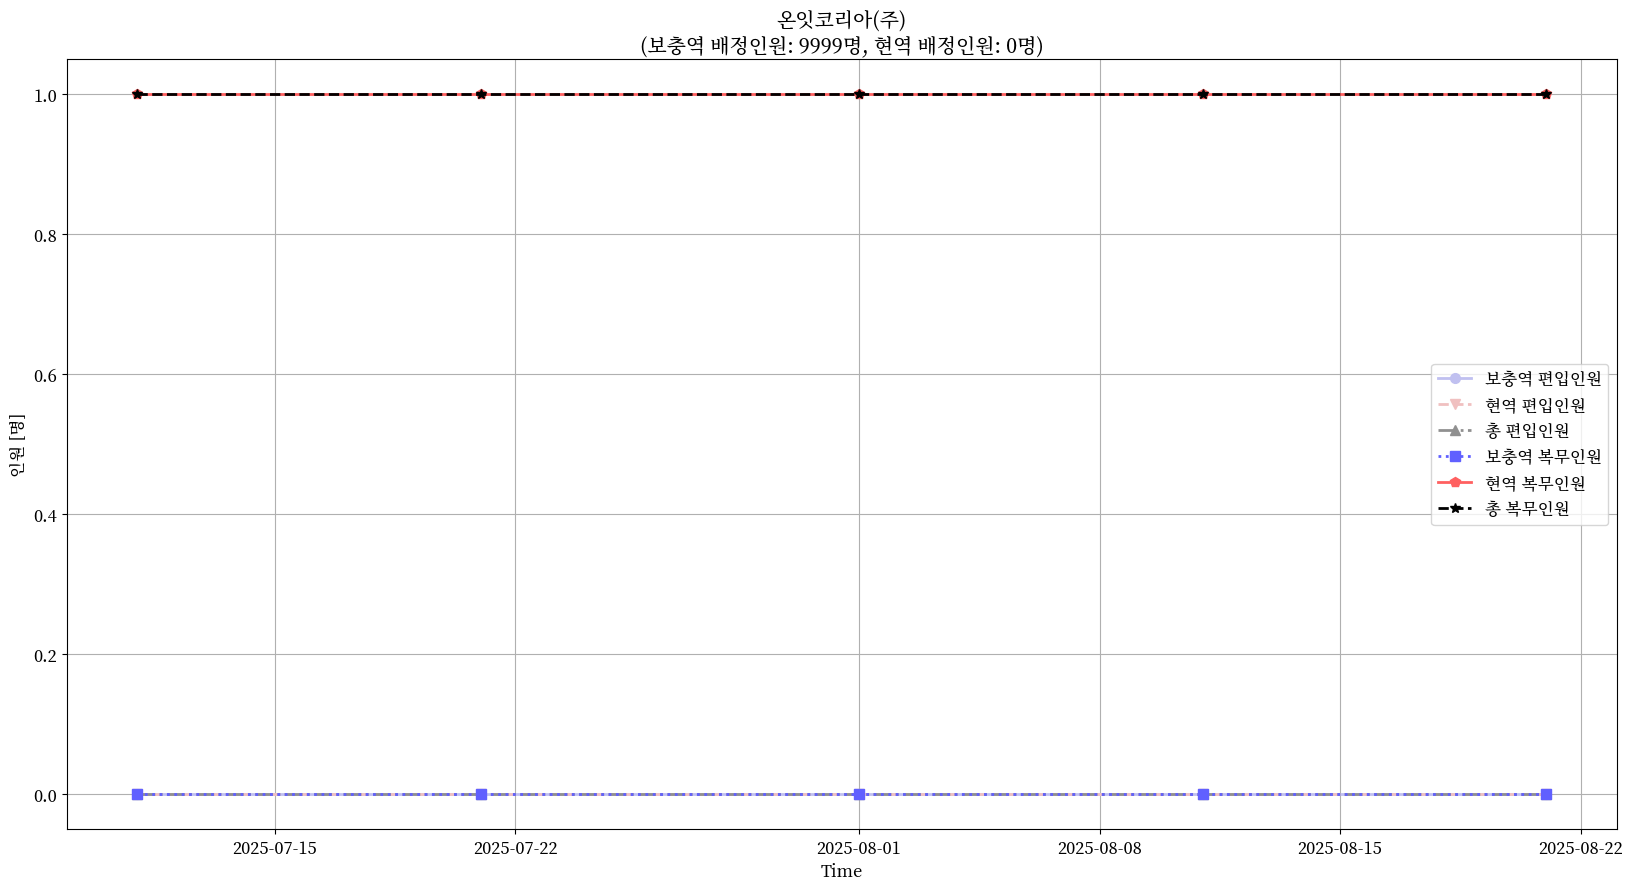 온잇코리아(주)
(보충역 배정인원: 9999명, 현역 배정인원: 0명)
인원 [명]
1.0
0.8
0.6
0.4
0.2
0.0
보충역 편입인원
현역 편입인원
총 편입인원
보충역 복무인원
현역 복무인원
총 복무인원
2025-07-15
2025-07-22
2025-08-01
2025-08-08
2025-08-15
2025-08-22
Time